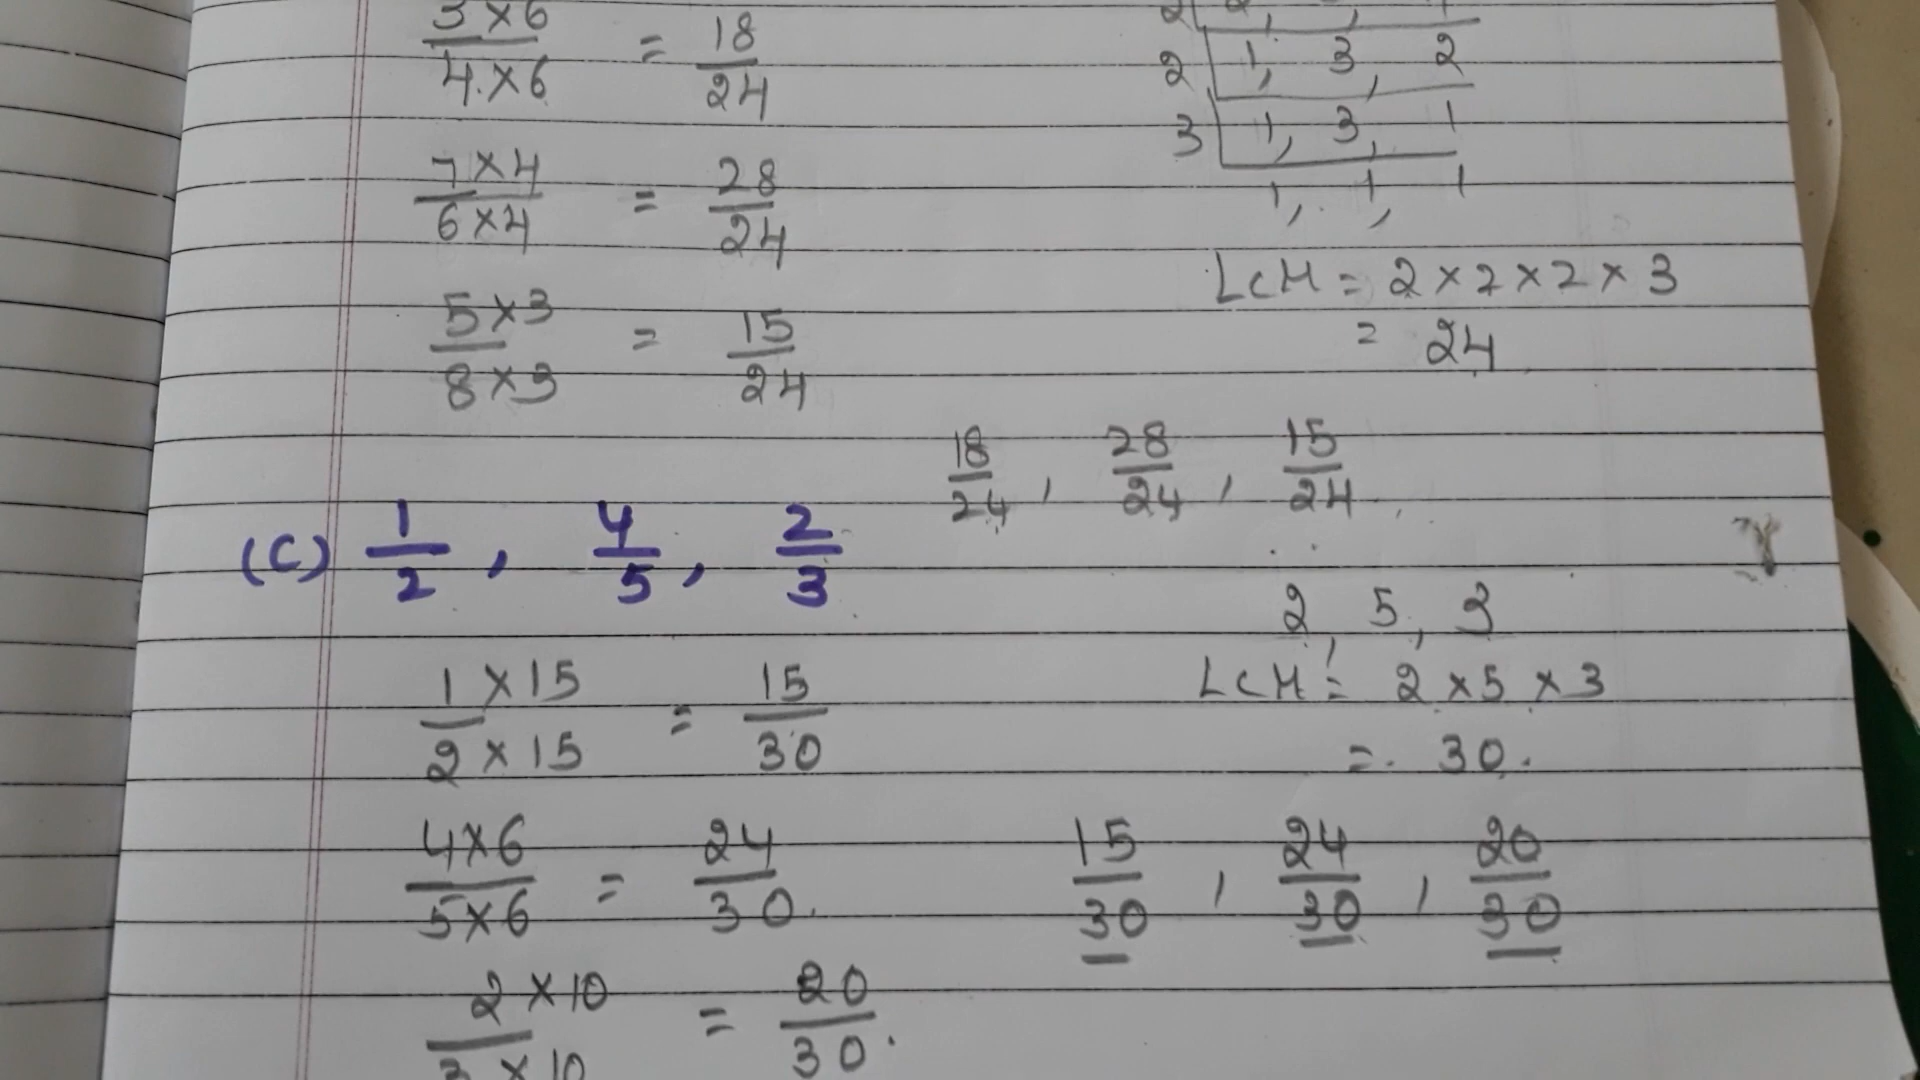 3 × 6 / 4 × 6 = 18/24
2 | 1, 3, 2
3 | 1, 3, 1
1, 1, 1
7 × 4 / 6 × 4 = 28/24
LCM = 2 × 2 × 2 × 3
= 24
5 × 3 / 8 × 3 = 15/24
18/24, 28/24, 15/24
(C) 1/2, 4/5, 2/3
2, 5, 3
LCM = 2 × 5 × 3
= 30.
1 × 15 / 2 × 15 = 15/30
4 × 6 / 5 × 6 = 24/30.
15/30, 24/30, 20/30
2 × 10 / 3 × 10 = 20/30.